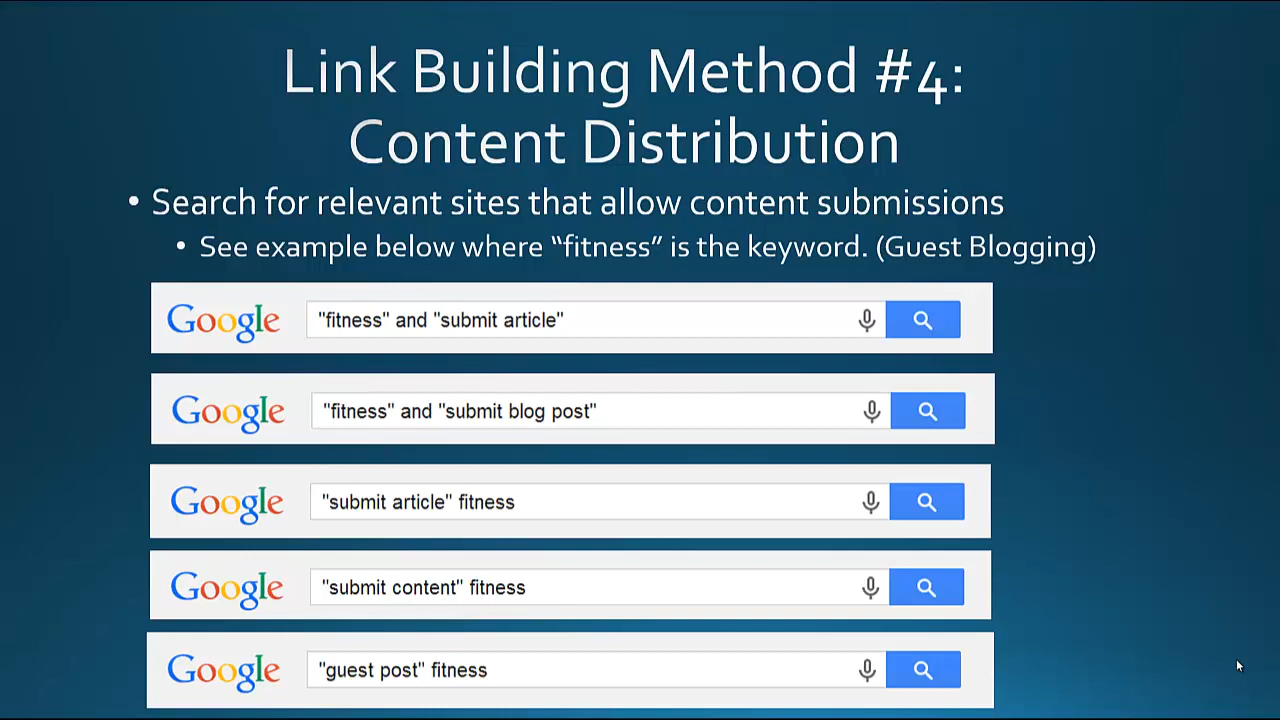 Link Building Method #4:
Content Distribution
• Search for relevant sites that allow content submissions
• See example below where “fitness” is the keyword. (Guest Blogging)
Google "fitness" and "submit article"
Google "fitness" and "submit blog post"
Google "submit article" fitness
Google "submit content" fitness
Google "guest post" fitness